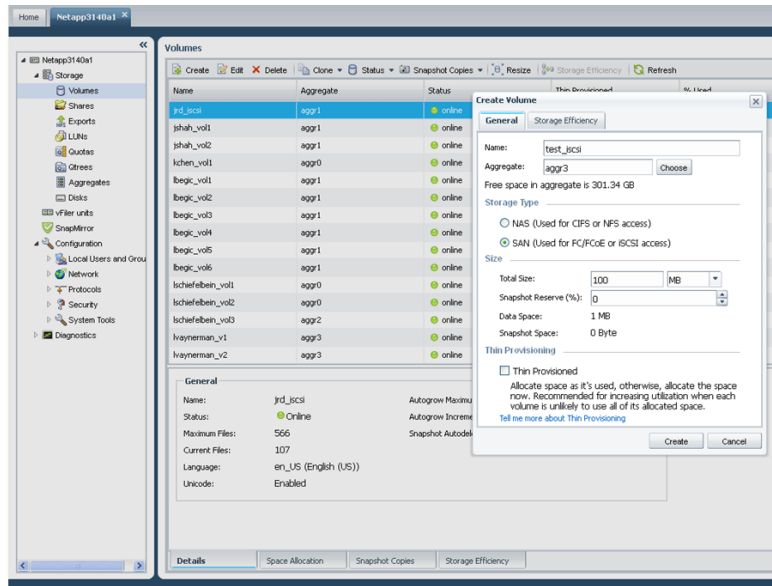 Home Netapp3140a1
Netapp3140a1
Storage
Volumes
Shares
Exports
LUNs
Quotas
Qtrees
Aggregates
Disks
vFiler units
SnapMirror
Configuration
Local Users and Grou
Network
Protocols
Security
System Tools
Diagnostics
Volumes
Create Edit Delete Clone Status Snapshot Copies Resize Storage Efficiency Refresh
Name Aggregate Status Thin Provisioned % Used
jrd_iscsi aggr1 online
jshah_vol1 aggr1 online
jshah_vol2 aggr1 online
kchen_vol1 aggr0 online
lbegic_vol1 aggr1 online
lbegic_vol2 aggr1 online
lbegic_vol3 aggr1 online
lbegic_vol4 aggr1 online
lbegic_vol5 aggr1 online
lbegic_vol6 aggr1 online
lschiefelbein_vol1 aggr0 online
lschiefelbein_vol2 aggr0 online
lschiefelbein_vol3 aggr2 online
lvaynerman_v1 aggr3 online
lvaynerman_v2 aggr3 online
General
Name: jrd_iscsi Autogrow Maximu
Status: Online Autogrow Increme
Maximum Files: 566 Snapshot Autodel
Current Files: 107
Language: en_US (English (US))
Unicode: Enabled
Details Space Allocation Snapshot Copies Storage Efficiency
Create Volume
General Storage Efficiency
Name: test_iscsi
Aggregate: aggr3 Choose
Free space in aggregate is 301.34 GB
Storage Type
NAS (Used for CIFS or NFS access)
SAN (Used for FC/FCoE or iSCSI access)
Size
Total Size: 100 MB
Snapshot Reserve (%): 0
Data Space: 1 MB
Snapshot Space: 0 Byte
Thin Provisioning
Thin Provisioned
Allocate space as it's used, otherwise, allocate the space
now. Recommended for increasing utilization when each
volume is unlikely to use all of its allocated space.
Tell me more about Thin Provisioning
Create Cancel